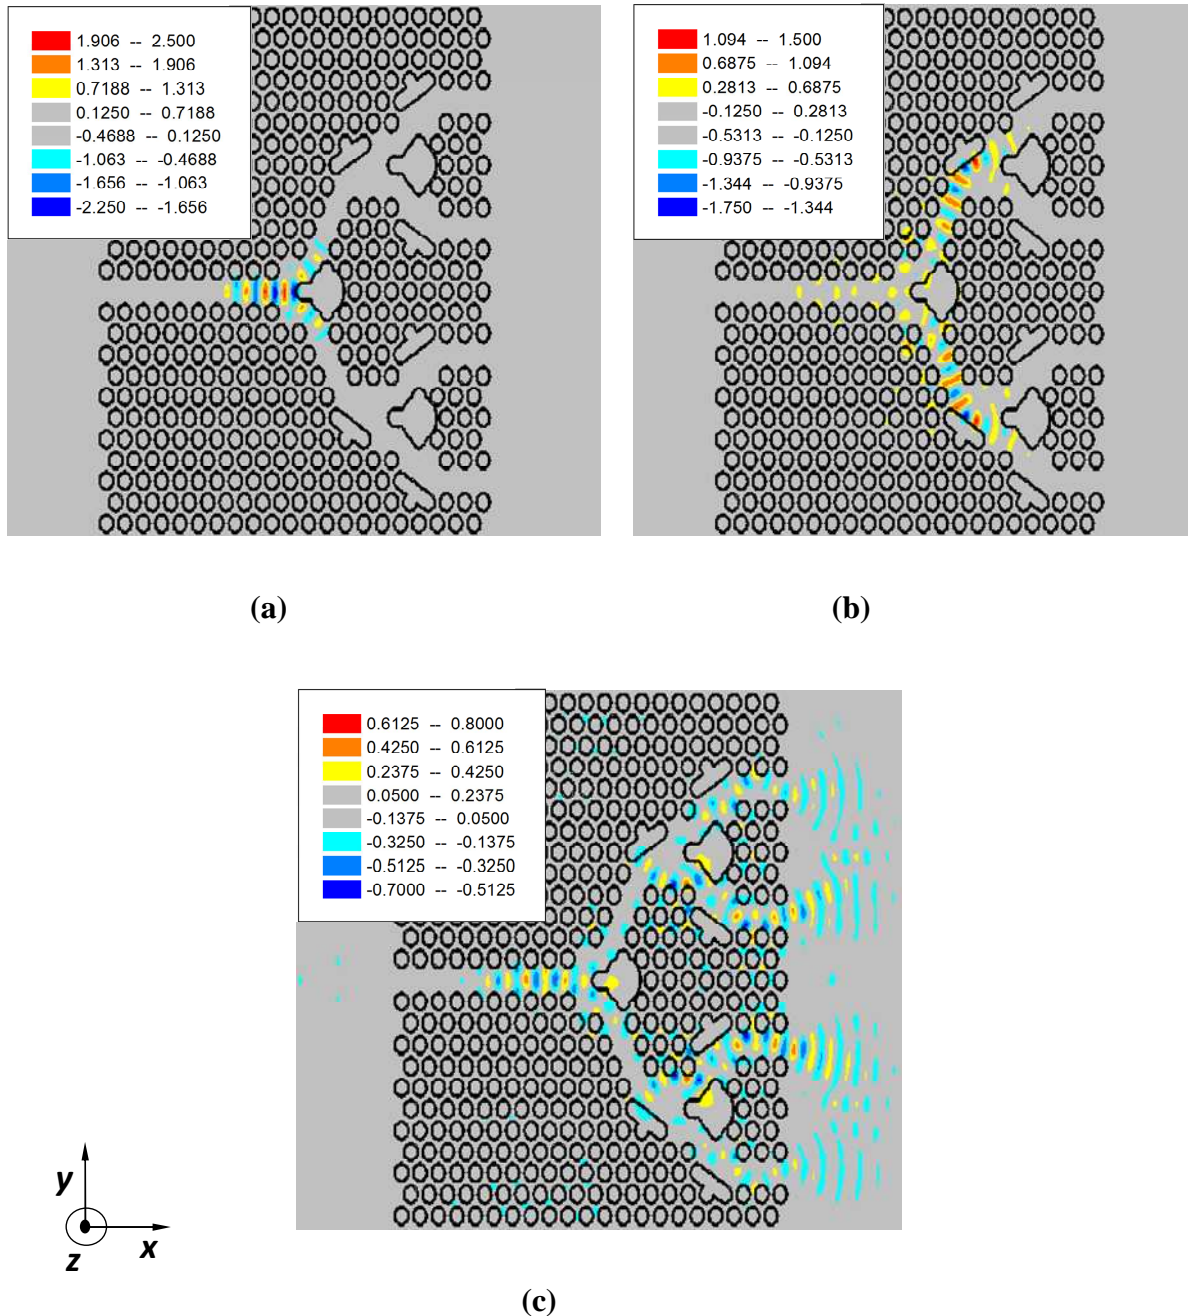 1.906 -- 2.500
1.313 -- 1.906
0.7188 -- 1.313
0.1250 -- 0.7188
-0.4688 -- 0.1250
-1.063 -- -0.4688
-1.656 -- -1.063
-2.250 -- -1.656
1.094 -- 1.500
0.6875 -- 1.094
0.2813 -- 0.6875
-0.1250 -- 0.2813
-0.5313 -- -0.1250
-0.9375 -- -0.5313
-1.344 -- -0.9375
-1.750 -- -1.344
(a)
(b)
0.6125 -- 0.8000
0.4250 -- 0.6125
0.2375 -- 0.4250
0.0500 -- 0.2375
-0.1375 -- 0.0500
-0.3250 -- -0.1375
-0.5125 -- -0.3250
-0.7000 -- -0.5125
y
x
z
(c)